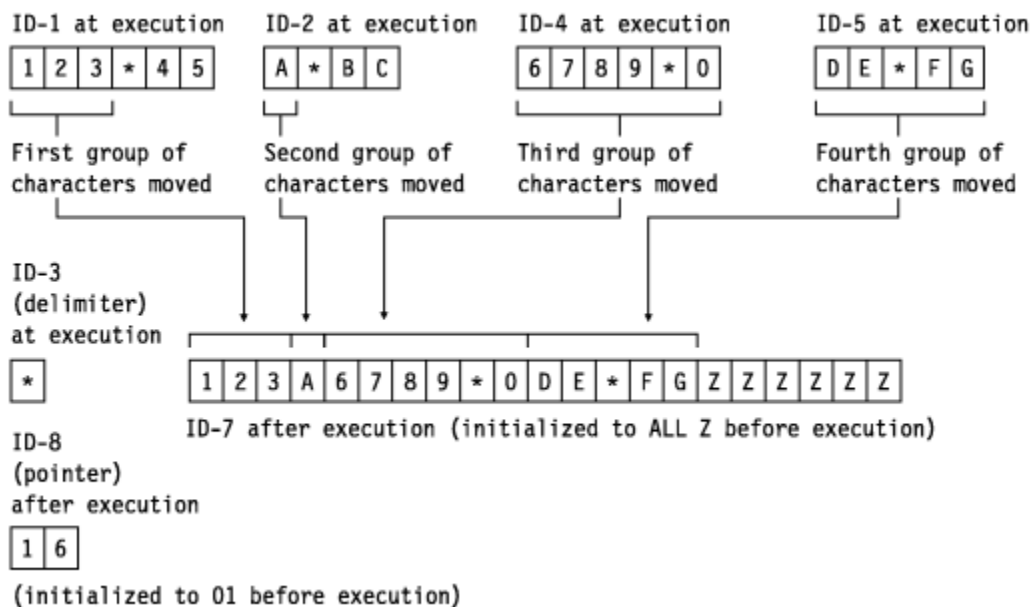 ID-1 at execution
1 2 3 * 4 5
First group of
characters moved
ID-2 at execution
A * B C
Second group of
characters moved
ID-4 at execution
6 7 8 9 * 0
Third group of
characters moved
ID-5 at execution
D E * F G
Fourth group of
characters moved
ID-3
(delimiter)
at execution
*
1 2 3 A 6 7 8 9 * 0 D E * F G Z Z Z Z Z Z
ID-7 after execution (initialized to ALL Z before execution)
ID-8
(pointer)
after execution
1 6
(initialized to 01 before execution)